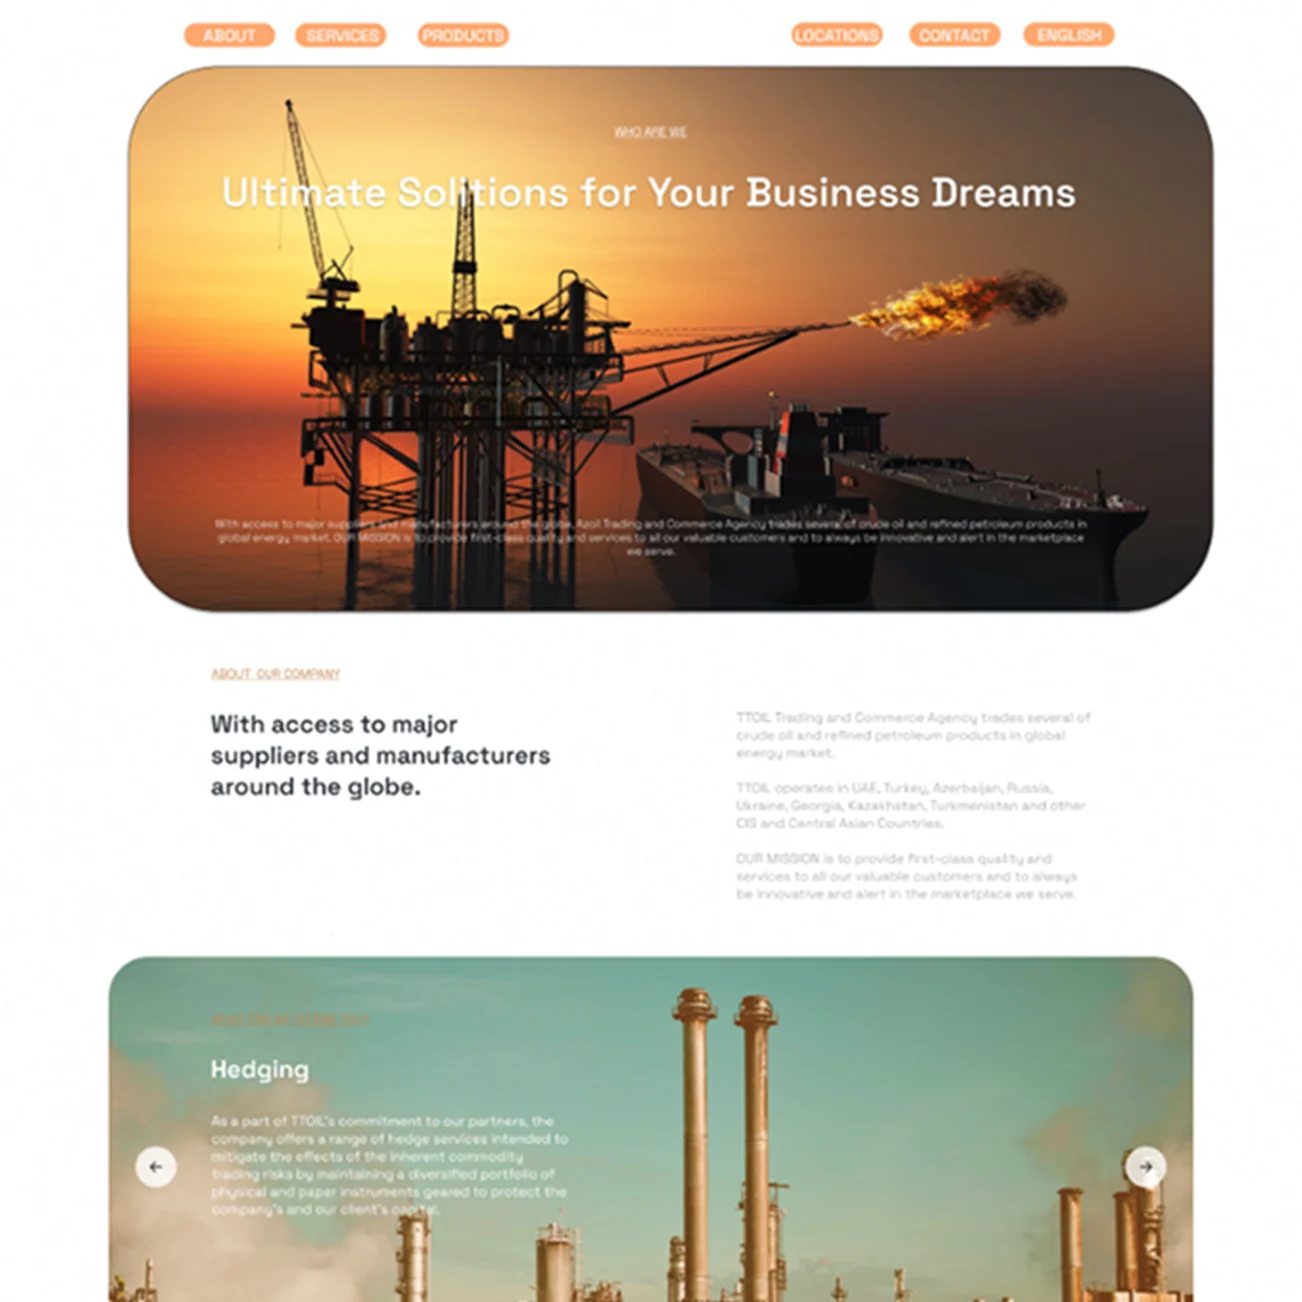 ABOUT
SERVICES
PRODUCTS
LOCATIONS
CONTACT
ENGLISH
WHO ARE WE
Ultimate Solitions for Your Business Dreams
With access to major suppliers and manufacturers around the globe, Azoil Trading and Commerce Agency trades several of crude oil and refined petroleum products in
global energy market. OUR MISSION is to provide first-class quality and services to all our valuable customers and to always be innovative and alert in the marketplace
we serve.
ABOUT OUR COMPANY
With access to major
suppliers and manufacturers
around the globe.
TTOIL Trading and Commerce Agency trades several of
crude oil and refined petroleum products in global
energy market.
TTOIL operates in UAE, Turkey, Azerbaijan, Russia,
Ukraine, Georgia, Kazakhstan, Turkmenistan and other
CIS and Central Asian Countries.
OUR MISSION is to provide first-class quality and
services to all our valuable customers and to always
be innovative and alert in the marketplace we serve.
Hedging
As a part of TTOIL's commitment to our partners, the
company offers a range of hedge services intended to
mitigate the effects of the inherent commodity
trading risks by maintaining a diversified portfolio of
physical and paper instruments geared to protect the
company's and our client's capital.